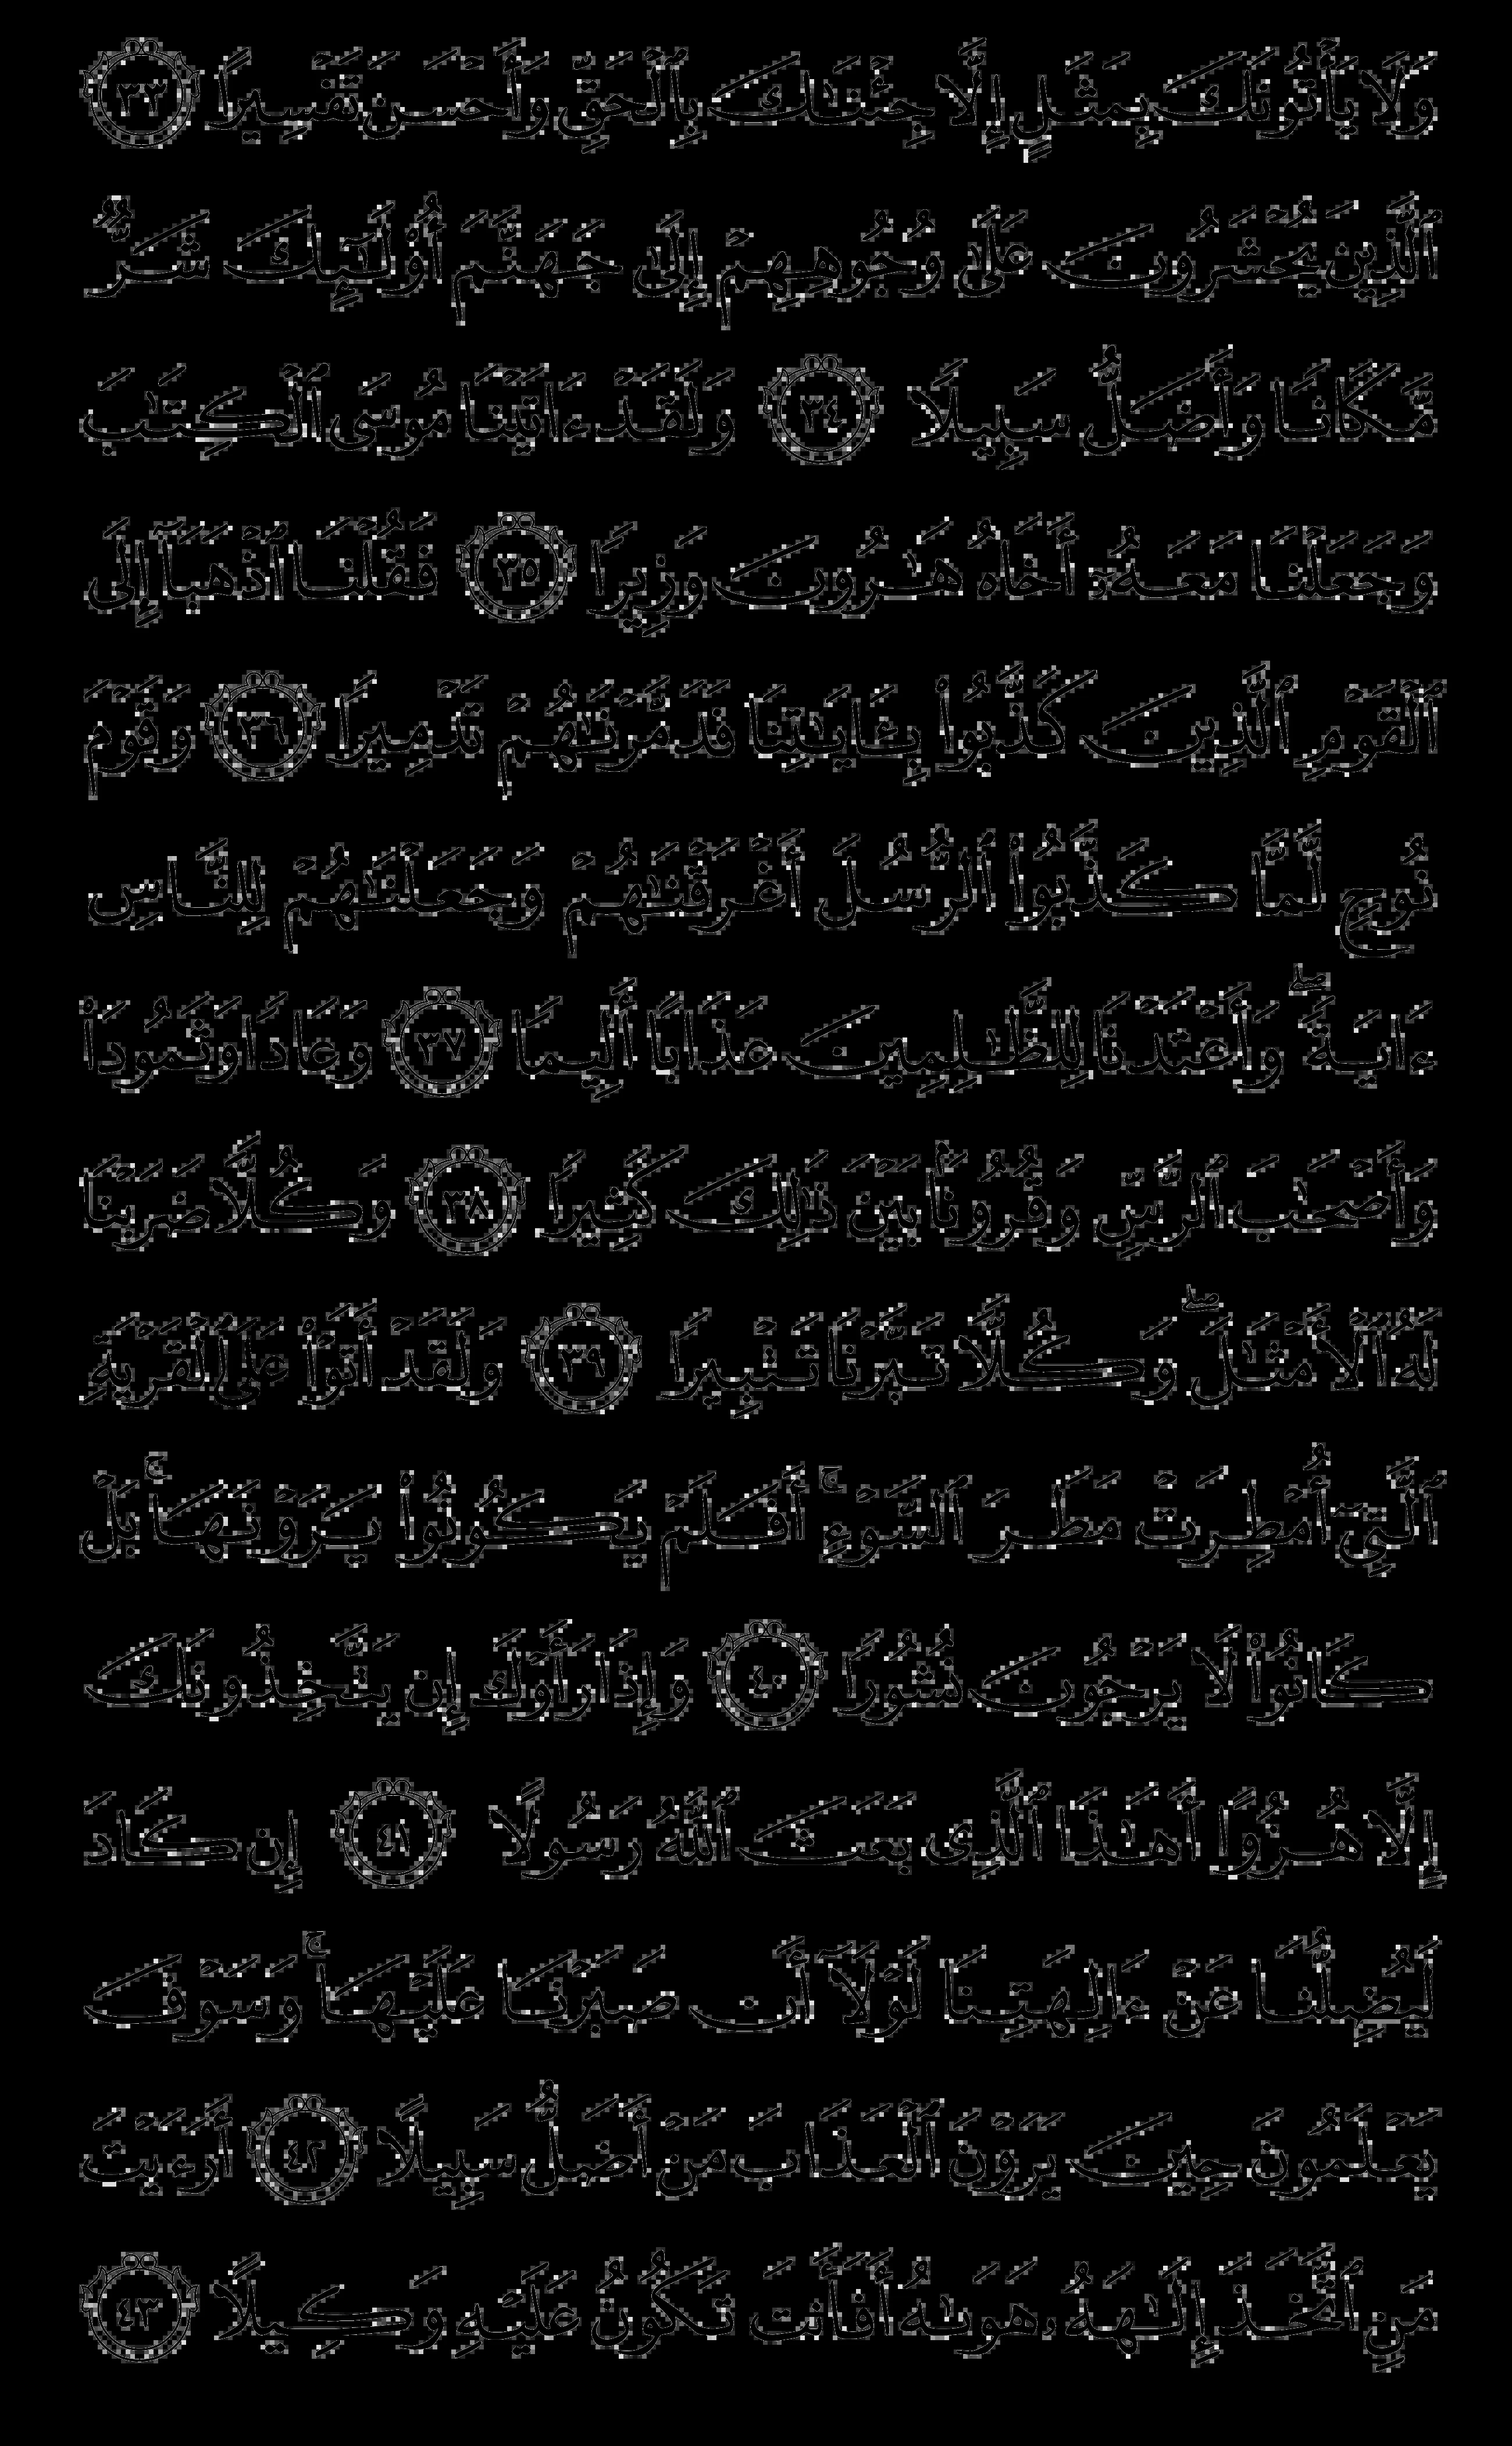 وَلَا يَأْتُونَكَ بِمَثَلٍ إِلَّا جِئْنَٰكَ بِٱلْحَقِّ وَأَحْسَنَ تَفْسِيرًا ٣٣
ٱلَّذِينَ يُحْشَرُونَ عَلَىٰ وُجُوهِهِمْ إِلَىٰ جَهَنَّمَ أُو۟لَٰٓئِكَ شَرٌّ
مَّكَانًا وَأَضَلُّ سَبِيلًا ٣٤ وَلَقَدْ ءَاتَيْنَا مُوسَى ٱلْكِتَٰبَ
وَجَعَلْنَا مَعَهُۥٓ أَخَاهُ هَٰرُونَ وَزِيرًا ٣٥ فَقُلْنَا ٱذْهَبَآ إِلَى
ٱلْقَوْمِ ٱلَّذِينَ كَذَّبُوا۟ بِـَٔايَٰتِنَا فَدَمَّرْنَٰهُمْ تَدْمِيرًا ٣٦ وَقَوْمَ
نُوحٍ لَّمَّا كَذَّبُوا۟ ٱلرُّسُلَ أَغْرَقْنَٰهُمْ وَجَعَلْنَٰهُمْ لِلنَّاسِ
ءَايَةً ۖ وَأَعْتَدْنَا لِلظَّٰلِمِينَ عَذَابًا أَلِيمًا ٣٧ وَعَادًا وَثَمُودَا۟
وَأَصْحَٰبَ ٱلرَّسِّ وَقُرُونًۢا بَيْنَ ذَٰلِكَ كَثِيرًا ٣٨ وَكُلًّا ضَرَبْنَا
لَهُ ٱلْأَمْثَٰلَ ۖ وَكُلًّا تَبَّرْنَا تَتْبِيرًا ٣٩ وَلَقَدْ أَتَوْا۟ عَلَى ٱلْقَرْيَةِ
ٱلَّتِىٓ أُمْطِرَتْ مَطَرَ ٱلسَّوْءِ ۚ أَفَلَمْ يَكُونُوا۟ يَرَوْنَهَا ۚ بَلْ
كَانُوا۟ لَا يَرْجُونَ نُشُورًا ٤٠ وَإِذَا رَأَوْكَ إِن يَتَّخِذُونَكَ
إِلَّا هُزُوًا أَهَٰذَا ٱلَّذِى بَعَثَ ٱللَّهُ رَسُولًا ٤١ إِن كَادَ
لَيُضِلُّنَا عَنْ ءَالِهَتِنَا لَوْلَآ أَن صَبَرْنَا عَلَيْهَا ۚ وَسَوْفَ
يَعْلَمُونَ حِينَ يَرَوْنَ ٱلْعَذَابَ مَنْ أَضَلُّ سَبِيلًا ٤٢ أَرَءَيْتَ
مَنِ ٱتَّخَذَ إِلَٰهَهُۥ هَوَىٰهُ أَفَأَنتَ تَكُونُ عَلَيْهِ وَكِيلًا ٤٣